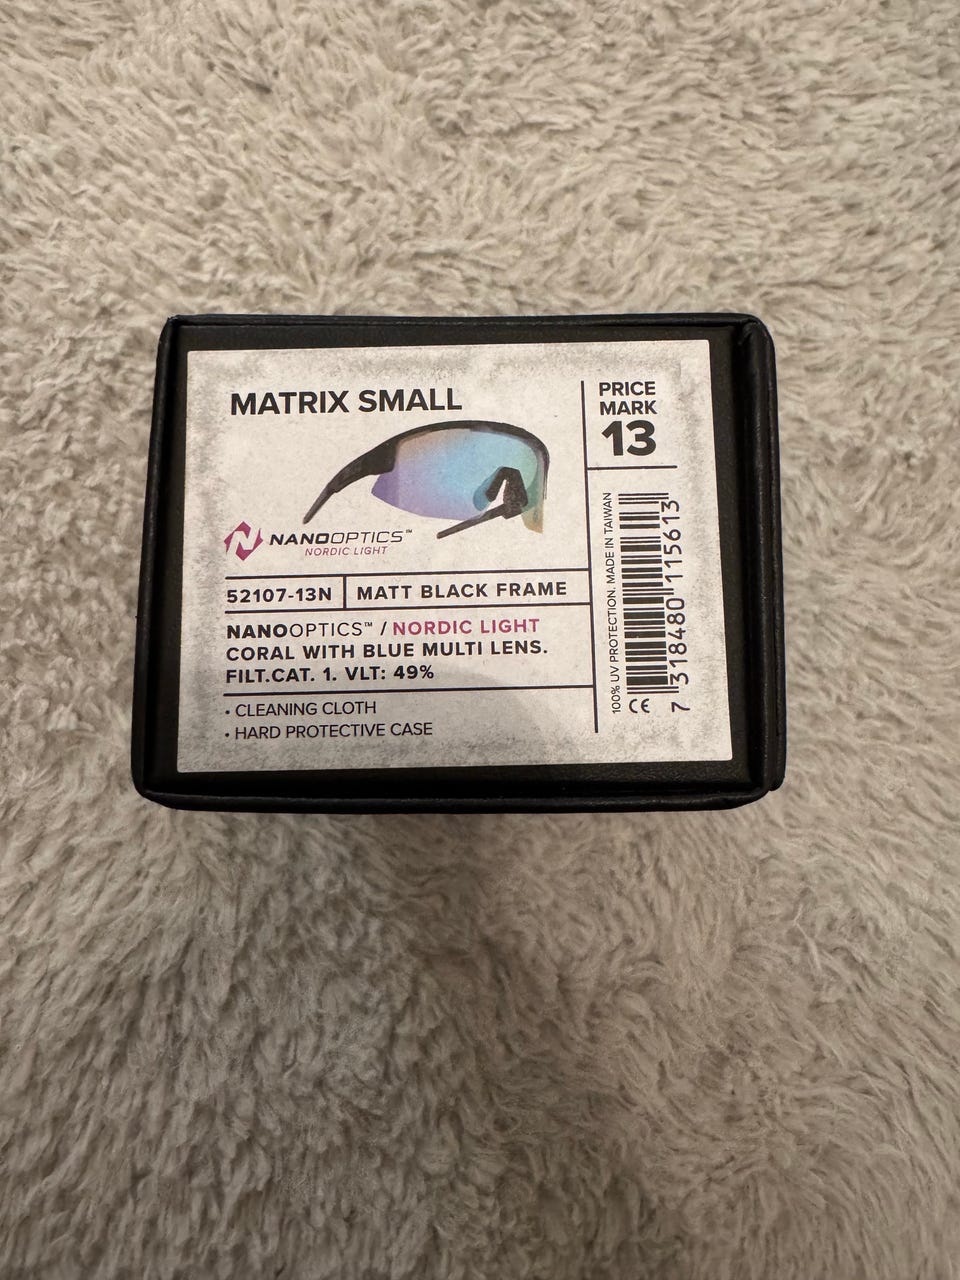 MATRIX SMALL
NANOOPTICS™
NORDIC LIGHT
52107-13N
MATT BLACK FRAME
NANOOPTICS™ / NORDIC LIGHT
CORAL WITH BLUE MULTI LENS.
FILT.CAT. 1. VLT: 49%
• CLEANING CLOTH
• HARD PROTECTIVE CASE
PRICE
MARK
13
100% UV PROTECTION. MADE IN TAIWAN
CE
7 318480 115613